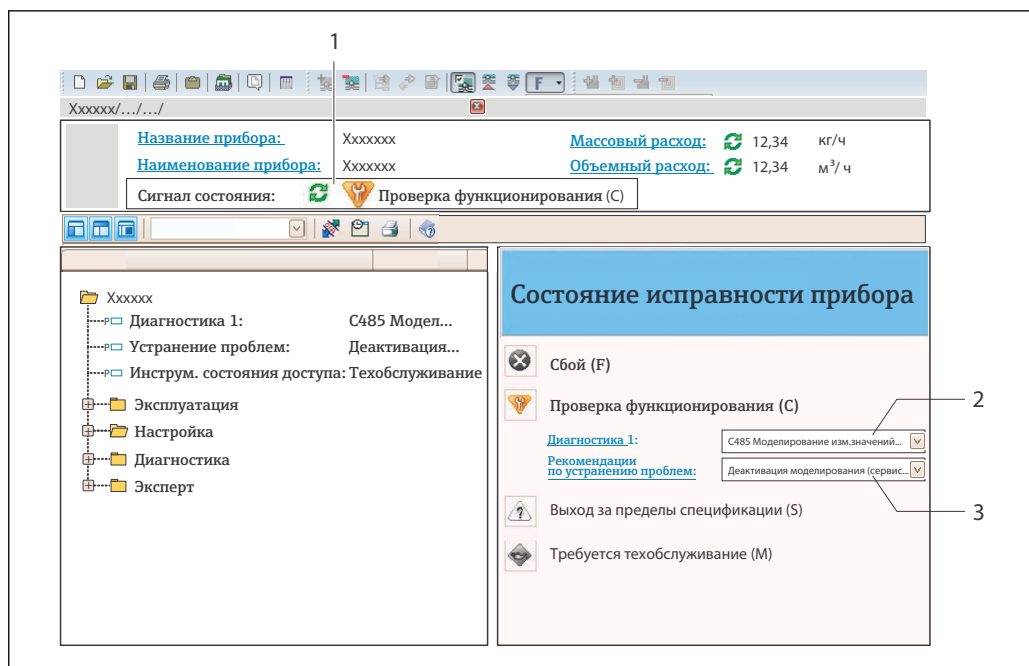 1
F
Xxxxxx/.../.../
Название прибора: Xxxxxxx Массовый расход: 12,34 кг/ч
Наименование прибора: Xxxxxxx Объемный расход: 12,34 м³/ ч
Сигнал состояния: Проверка функционирования (C)
Xxxxxx
P Диагностика 1: C485 Модел...
P Устранение проблем: Деактивация...
P Инструм. состояния доступа: Техобслуживание
Эксплуатация
Настройка
Диагностика
Эксперт
Состояние исправности прибора
Сбой (F)
Проверка функционирования (C)
2
Диагностика 1: C485 Моделирование изм.значений...
Рекомендации
по устранению проблем: Деактивация моделирования (сервис...
3
Выход за пределы спецификации (S)
Требуется техобслуживание (M)